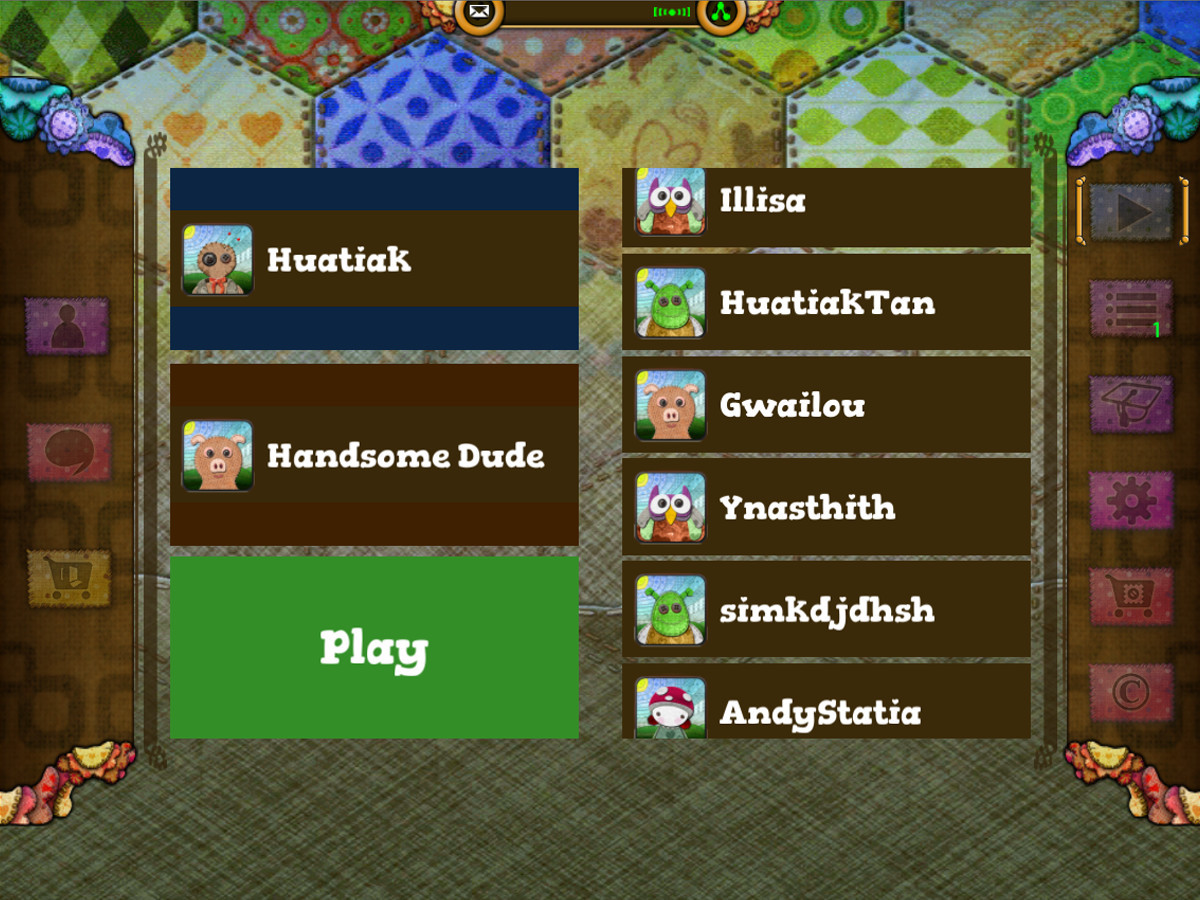 Huatiak
Handsome Dude
Play
Illisa
HuatiakTan
Gwailou
Ynasthith
simkdjdhsh
AndyStatia
1
©